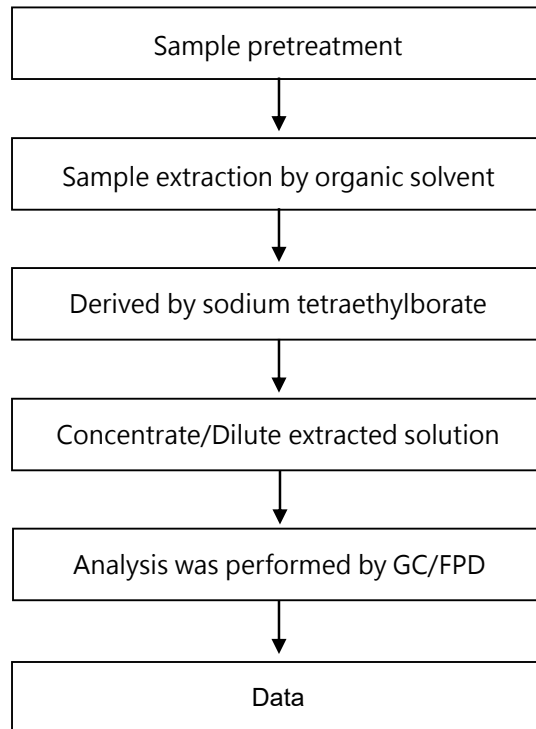 Sample pretreatment
Sample extraction by organic solvent
Derived by sodium tetraethylborate
Concentrate/Dilute extracted solution
Analysis was performed by GC/FPD
Data